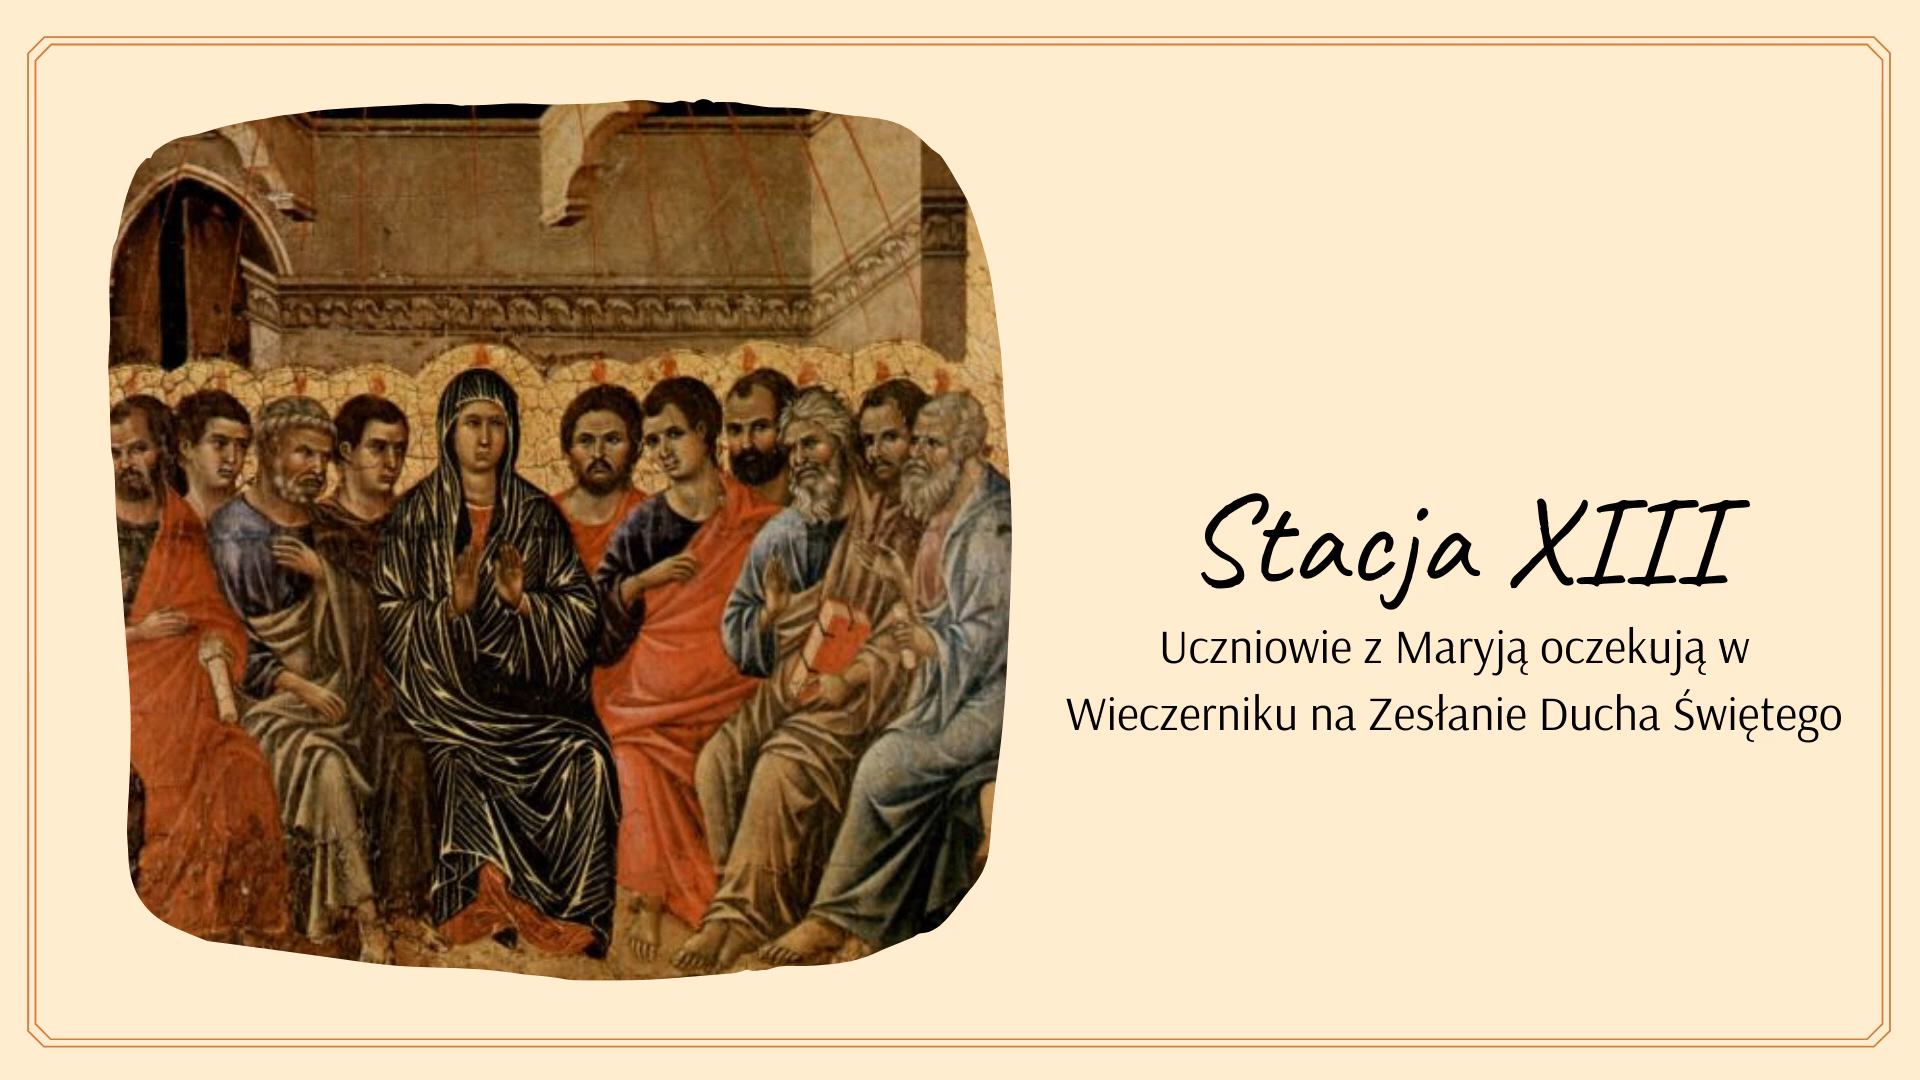 Stacja XIII
Uczniowie z Maryją oczekują w
Wieczerniku na Zesłanie Ducha Świętego